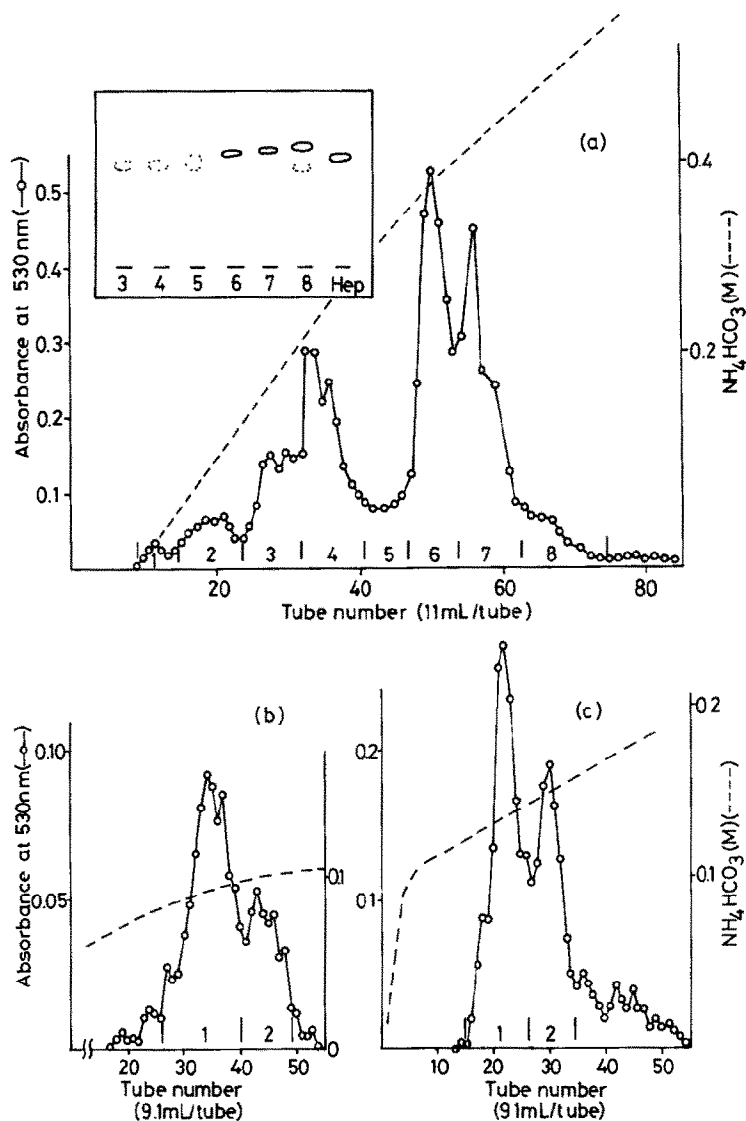 (a)
Absorbance at 530 nm (—o—)
0.5
0.4
0.3
0.2
0.1
3 4 5 6 7 8 Hep
2 3 4 5 6 7 8
20 40 60 80
Tube number (11mL/tube)
0.4
0.2
NH4HCO3(M)(----)
(b)
Absorbance at 530nm(—o—)
0.10
0.05
0.1
0
1 2
20 30 40 50
Tube number
(9.1mL/tube)
(c)
0.2
0.1
1 2
10 20 30 40 50
Tube number
(91mL/tube)
0.2
0.1
NH4HCO3(M)(----)